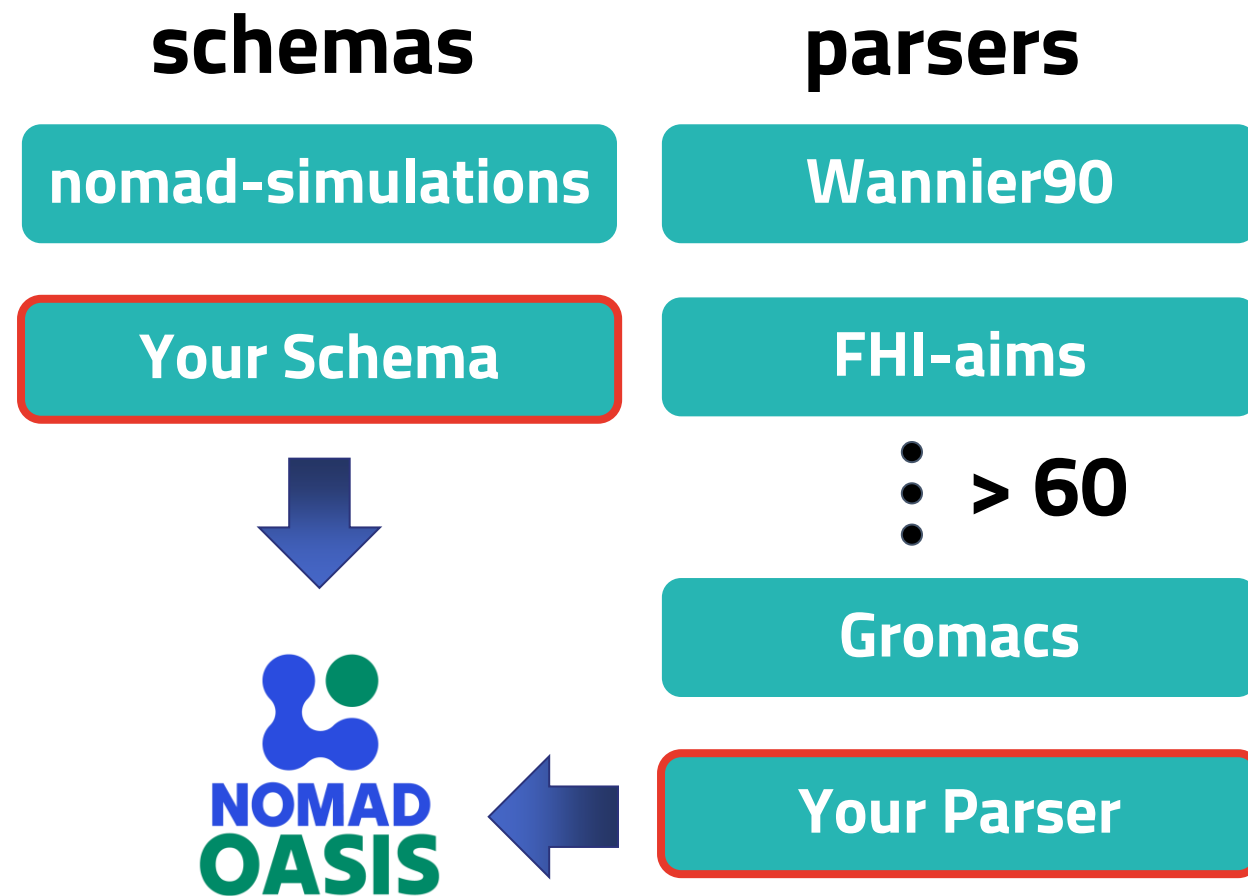 schemas
nomad-simulations
Your Schema
parsers
Wannier90
FHI-aims
> 60
Gromacs
Your Parser
NOMAD
OASIS